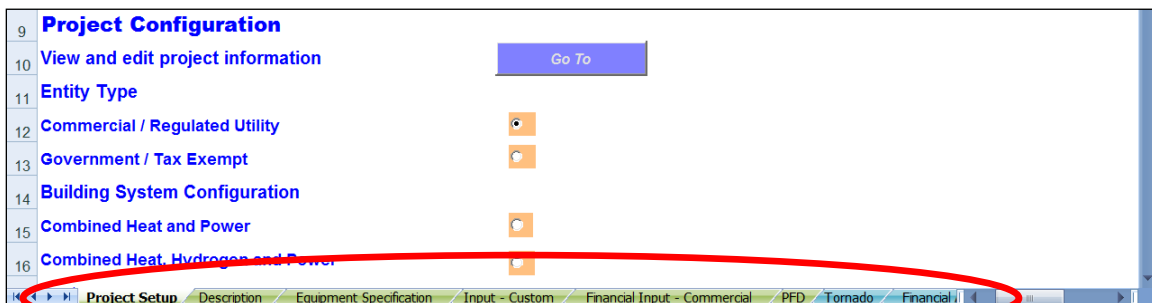 9 Project Configuration
10 View and edit project information Go To
11 Entity Type
12 Commercial / Regulated Utility
13 Government / Tax Exempt
14 Building System Configuration
15 Combined Heat and Power
16 Combined Heat, Hydrogen and Power
Project Setup Description Equipment Specification Input - Custom Financial Input - Commercial PFD Tornado Financial